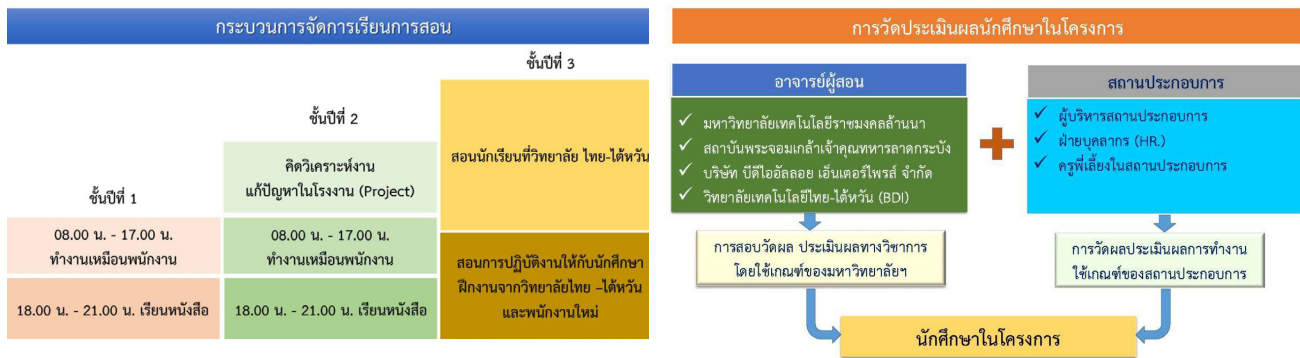 กระบวนการจัดการเรียนการสอน
ชั้นปีที่ 3
สอนนักเรียนที่วิทยาลัย ไทย-ไต้หวัน
สอนการปฏิบัติงานให้กับนักศึกษา
ฝึกงานจากวิทยาลัยไทย –ไต้หวัน
และพนักงานใหม่
ชั้นปีที่ 2
คิดวิเคราะห์งาน
แก้ปัญหาในโรงงาน (Project)
08.00 น. - 17.00 น.
ทำงานเหมือนพนักงาน
18.00 น. - 21.00 น. เรียนหนังสือ
ชั้นปีที่ 1
08.00 น. - 17.00 น.
ทำงานเหมือนพนักงาน
18.00 น. - 21.00 น. เรียนหนังสือ
การวัดประเมินผลนักศึกษาในโครงการ
อาจารย์ผู้สอน
✓ มหาวิทยาลัยเทคโนโลยีราชมงคลล้านนา
✓ สถาบันพระจอมเกล้าเจ้าคุณทหารลาดกระบัง
✓ บริษัท บีดีไออัลลอย เอ็นเตอร์ไพรส์ จำกัด
✓ วิทยาลัยเทคโนโลยีไทย-ไต้หวัน (BDI)
การสอบวัดผล ประเมินผลทางวิชาการ
โดยใช้เกณฑ์ของมหาวิทยาลัยฯ
สถานประกอบการ
✓ ผู้บริหารสถานประกอบการ
✓ ฝ่ายบุคลากร (HR.)
✓ ครูพี่เลี้ยงในสถานประกอบการ
การวัดผลประเมินผลการทำงาน
ใช้เกณฑ์ของสถานประกอบการ
นักศึกษาในโครงการ